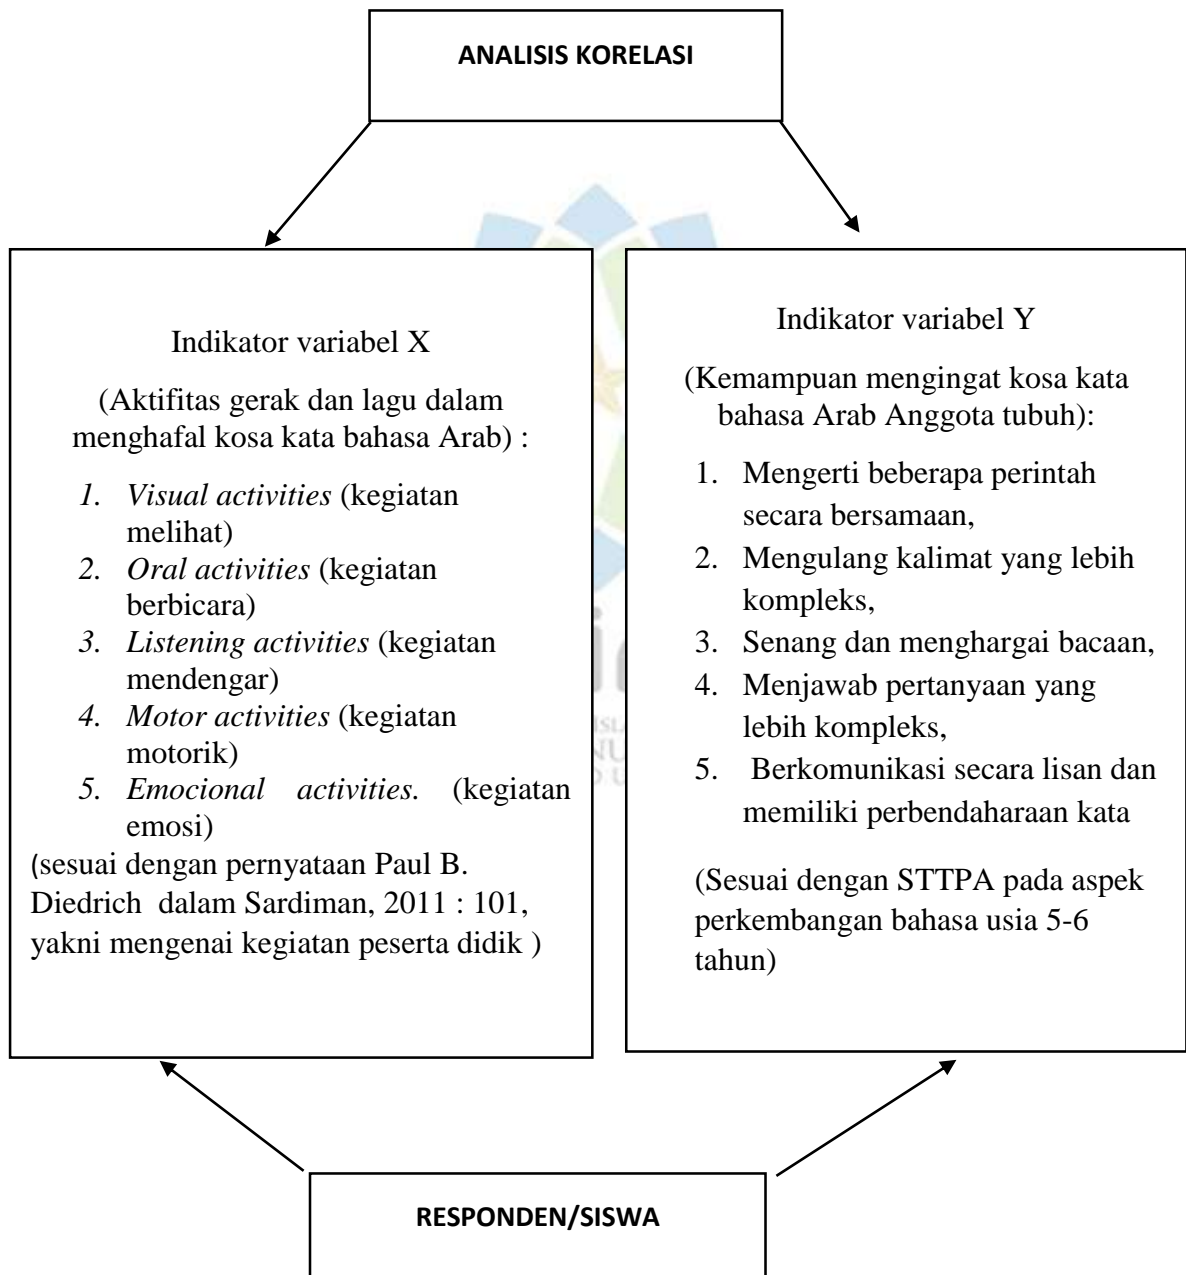 ANALISIS KORELASI
Indikator variabel X
(Aktifitas gerak dan lagu dalam
menghafal kosa kata bahasa Arab) :
1. Visual activities (kegiatan
melihat)
2. Oral activities (kegiatan
berbicara)
3. Listening activities (kegiatan
mendengar)
4. Motor activities (kegiatan
motorik)
5. Emocional activities. (kegiatan
emosi)
(sesuai dengan pernyataan Paul B.
Diedrich dalam Sardiman, 2011 : 101,
yakni mengenai kegiatan peserta didik )
Indikator variabel Y
(Kemampuan mengingat kosa kata
bahasa Arab Anggota tubuh):
1. Mengerti beberapa perintah
secara bersamaan,
2. Mengulang kalimat yang lebih
kompleks,
3. Senang dan menghargai bacaan,
4. Menjawab pertanyaan yang
lebih kompleks,
5. Berkomunikasi secara lisan dan
memiliki perbendaharaan kata
(Sesuai dengan STTPA pada aspek
perkembangan bahasa usia 5-6
tahun)
RESPONDEN/SISWA